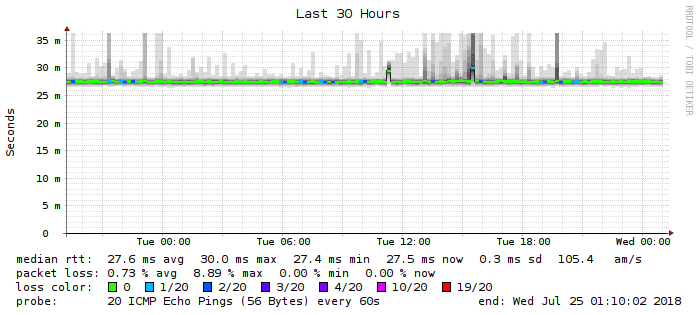 Last 30 Hours
RRDTOOL / TOBI OETIKER
Seconds
35 m
30 m
25 m
20 m
15 m
10 m
5 m
0
Tue 00:00 Tue 06:00 Tue 12:00 Tue 18:00 Wed 00:00
median rtt: 27.6 ms avg 30.0 ms max 27.4 ms min 27.5 ms now 0.3 ms sd 105.4 am/s
packet loss: 0.73 % avg 8.89 % max 0.00 % min 0.00 % now
loss color: 0 1/20 2/20 3/20 4/20 10/20 19/20
probe: 20 ICMP Echo Pings (56 Bytes) every 60s end: Wed Jul 25 01:10:02 2018